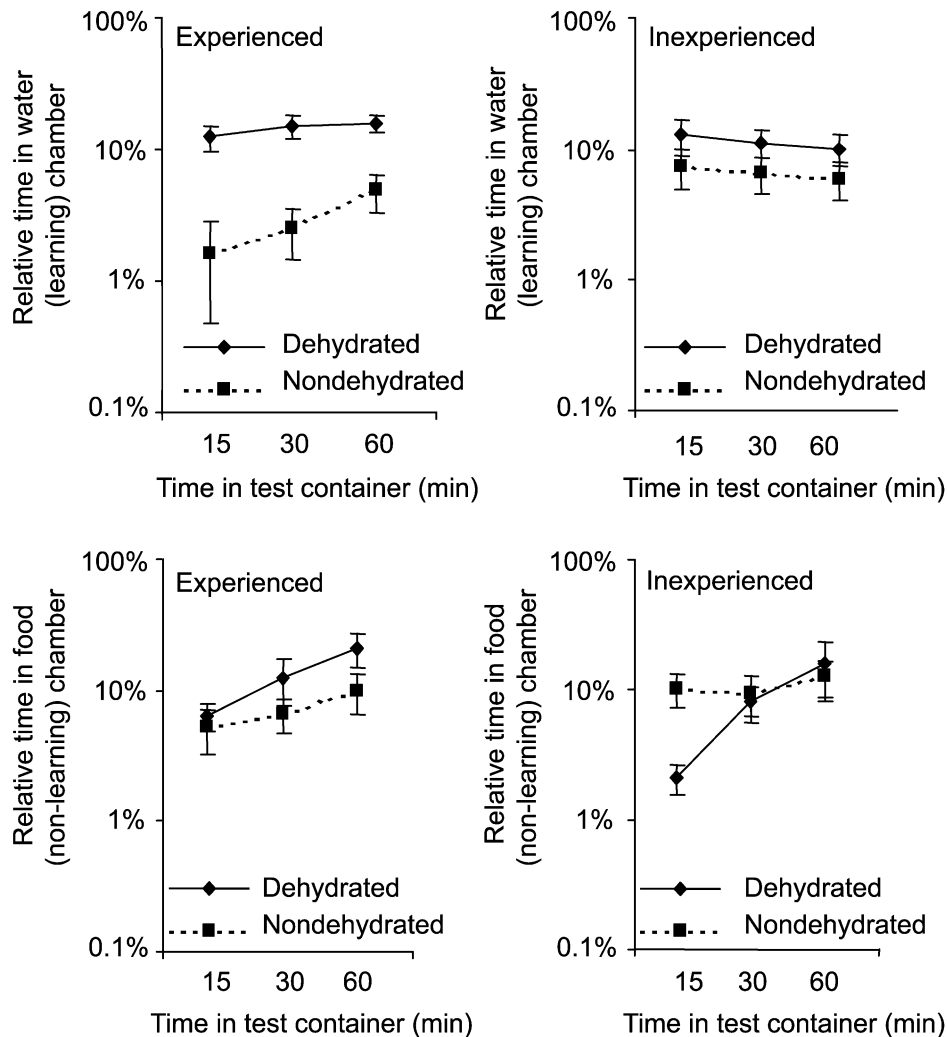 100%
Experienced
10%
1%
0.1%
Relative time in water
(learning) chamber
Dehydrated
Nondehydrated
15 30 60
Time in test container (min)
100%
Inexperienced
10%
1%
0.1%
Relative time in water
(learning) chamber
Dehydrated
Nondehydrated
15 30 60
Time in test container (min)
100%
Experienced
10%
1%
0.1%
Relative time in food
(non-learning) chamber
Dehydrated
Nondehydrated
15 30 60
Time in test container (min)
100%
Inexperienced
10%
1%
0.1%
Relative time in food
(non-learning) chamber
Dehydrated
Nondehydrated
15 30 60
Time in test container (min)